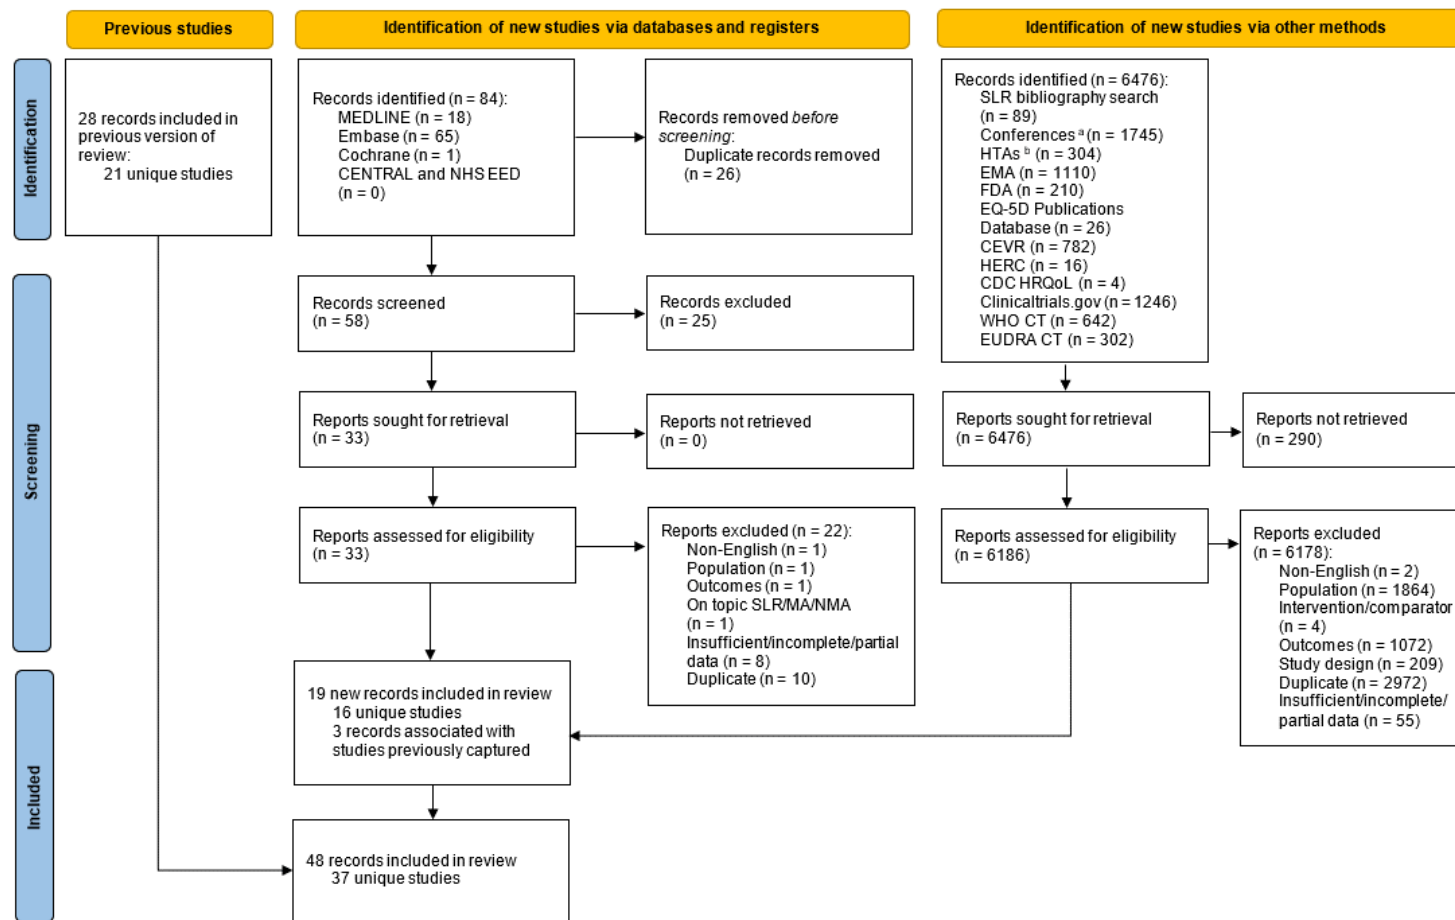 Previous studies
Identification of new studies via databases and registers
Identification of new studies via other methods
Identification
28 records included in
previous version of
review:
21 unique studies
Records identified (n = 84):
MEDLINE (n = 18)
Embase (n = 65)
Cochrane (n = 1)
CENTRAL and NHS EED
(n = 0)
Records removed before
screening:
Duplicate records removed
(n = 26)
Records identified (n = 6476):
SLR bibliography search
(n = 89)
Conferences a (n = 1745)
HTAs b (n = 304)
EMA (n = 1110)
FDA (n = 210)
EQ-5D Publications
Database (n = 26)
CEVR (n = 782)
HERC (n = 16)
CDC HRQoL (n = 4)
Clinicaltrials.gov (n = 1246)
WHO CT (n = 642)
EUDRA CT (n = 302)
Screening
Records screened
(n = 58)
Records excluded
(n = 25)
Reports sought for retrieval
(n = 33)
Reports not retrieved
(n = 0)
Reports sought for retrieval
(n = 6476)
Reports not retrieved
(n = 290)
Reports assessed for eligibility
(n = 33)
Reports excluded (n = 22):
Non-English (n = 1)
Population (n = 1)
Outcomes (n = 1)
On topic SLR/MA/NMA
(n = 1)
Insufficient/incomplete/partial
data (n = 8)
Duplicate (n = 10)
Reports assessed for eligibility
(n = 6186)
Reports excluded
(n = 6178):
Non-English (n = 2)
Population (n = 1864)
Intervention/comparator
(n = 4)
Outcomes (n = 1072)
Study design (n = 209)
Duplicate (n = 2972)
Insufficient/incomplete/
partial data (n = 55)
Included
19 new records included in review
16 unique studies
3 records associated with
studies previously captured
48 records included in review
37 unique studies